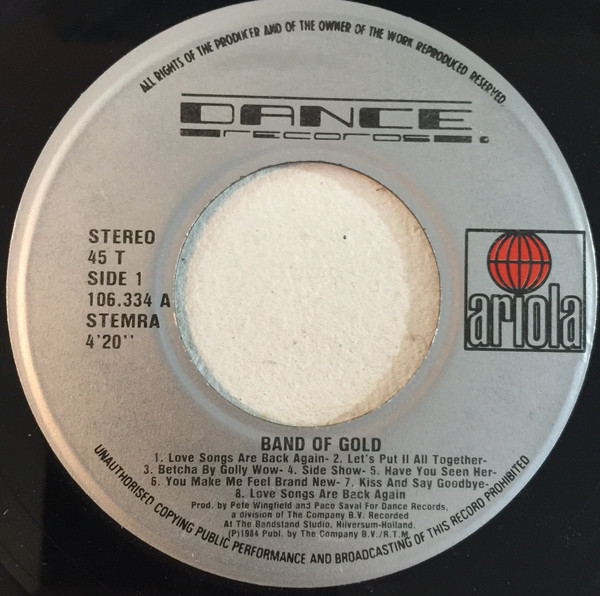 ALL RIGHTS OF THE PRODUCER AND OF THE OWNER OF THE WORK REPRODUCED RESERVED
DANCE
records
STEREO
45 T
SIDE 1
106.334 A
STEMRA
4'20''
ariola
BAND OF GOLD
1. Love Songs Are Back Again- 2. Let's Put II All Together-
3. Betcha By Golly Wow- 4. Side Show- 5. Have You Seen Her-
6. You Make Me Feel Brand New- 7. Kiss And Say Goodbye-
8. Love Songs Are Back Again
Prod. by Pete Wingfield and Paco Saval For Dance Records,
a division of The Company B.V. Recorded
At The Bandstand Studio, Hilversum-Holland.
(P)1984 Publ. by The Company B.V./R.T.M.
UNAUTHORISED COPYING PUBLIC PERFORMANCE AND BROADCASTING OF THIS RECORD PROHIBITED